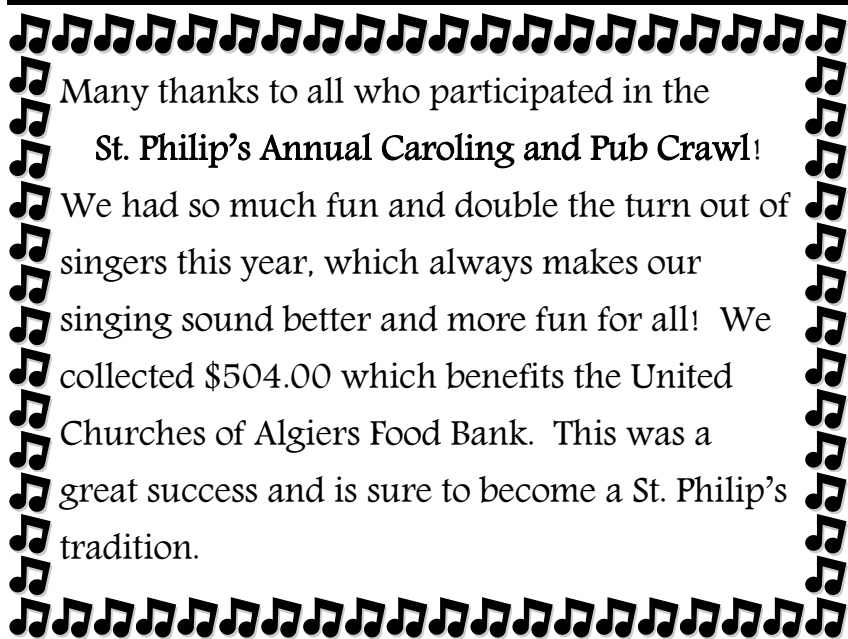 Many thanks to all who participated in the
St. Philip’s Annual Caroling and Pub Crawl!
We had so much fun and double the turn out of
singers this year, which always makes our
singing sound better and more fun for all!  We
collected $504.00 which benefits the United
Churches of Algiers Food Bank.  This was a
great success and is sure to become a St. Philip’s
tradition.